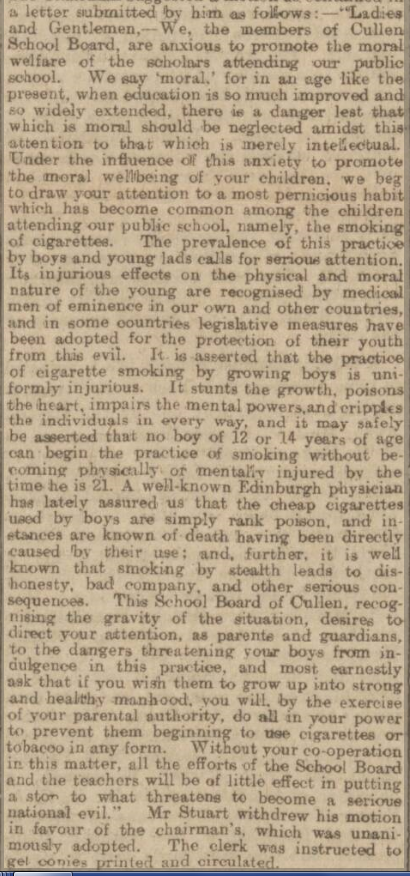 a letter submitted by him as follows:—"Ladies
and Gentlemen,—We, the members of Cullen
School Board, are anxious to promote the moral
welfare of the scholars attending our public
school. We say 'moral,' for in an age like the
present, when education is so much improved and
so widely extended, there is a danger lest that
which is moral should be neglected amidst this
attention to that which is merely intellectual.
Under the influence of this anxiety to promote
the moral wellbeing of your children, we beg
to draw your attention to a most pernicious habit
which has become common among the children
attending our public school, namely, the smoking
of cigarettes. The prevalence of this practice
by boys and young lads calls for serious attention.
Its injurious effects on the physical and moral
nature of the young are recognised by medical
men of eminence in our own and other countries,
and in some countries legislative measures have
been adopted for the protection of their youth
from this evil. It is asserted that the practice
of cigarette smoking by growing boys is uni-
formly injurious. It stunts the growth, poisons
the heart, impairs the mental powers,and cripples
the individuals in every way, and it may safely
be asserted that no boy of 12 or 14 years of age
can begin the practice of smoking without be-
coming physically or mentally injured by the
time he is 21. A well-known Edinburgh physician
has lately assured us that the cheap cigarettes
used by boys are simply rank poison, and in-
stances are known of death having been directly
caused by their use; and, further, it is well
known that smoking by stealth leads to dis-
honesty, bad company, and other serious con-
sequences. This School Board of Cullen, recog-
nising the gravity of the situation, desires to
direct your attention, as parents and guardians,
to the dangers threatening your boys from in-
dulgence in this practice, and most earnestly
ask that if you wish them to grow up into strong
and healthy manhood, you will, by the exercise
of your parental authority, do all in your power
to prevent them beginning to use cigarettes or
tobacco in any form. Without your co-operation
in this matter, all the efforts of the School Board
and the teachers will be of little effect in putting
a stop to what threatens to become a serious
national evil." Mr Stuart withdrew his motion
in favour of the chairman's, which was unani-
mously adopted. The clerk was instructed to
get copies printed and circulated.